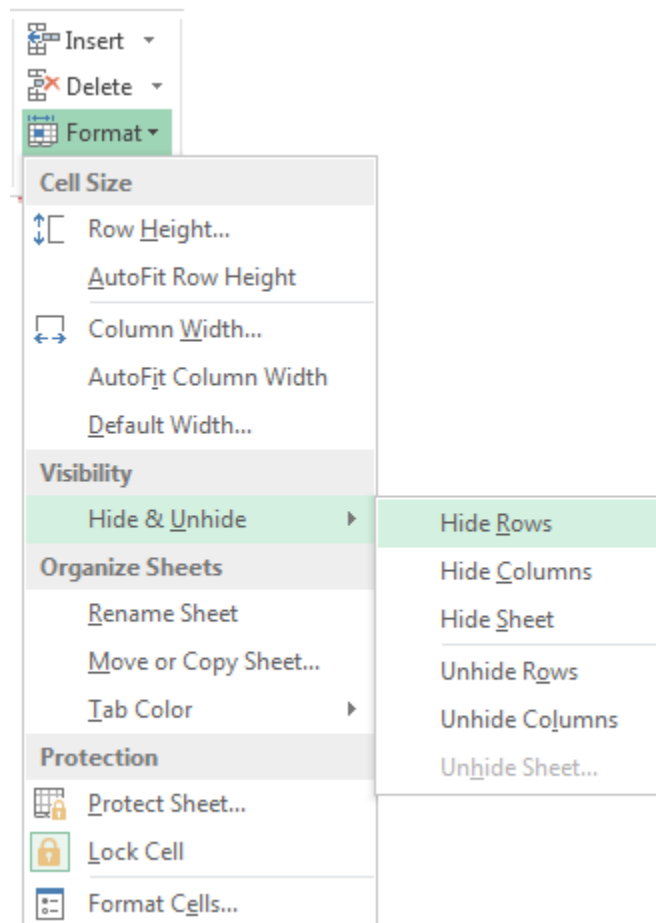 Insert
Delete
Format
Cell Size
Row Height...
AutoFit Row Height
Column Width...
AutoFit Column Width
Default Width...
Visibility
Hide & Unhide
Hide Rows
Hide Columns
Hide Sheet
Unhide Rows
Unhide Columns
Unhide Sheet...
Organize Sheets
Rename Sheet
Move or Copy Sheet...
Tab Color
Protection
Protect Sheet...
Lock Cell
Format Cells...